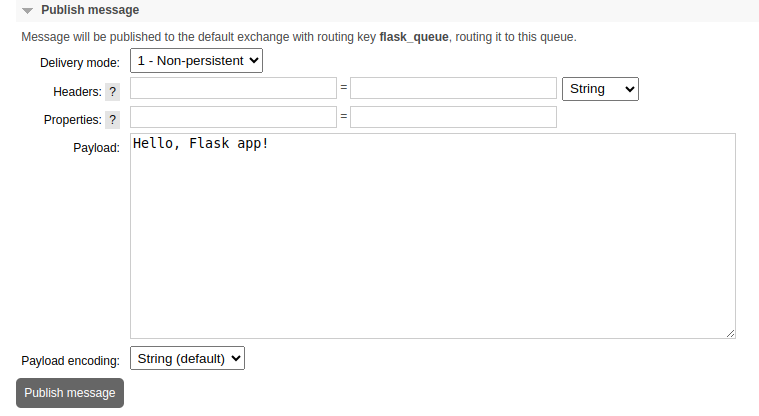 Publish message
Message will be published to the default exchange with routing key flask_queue, routing it to this queue.
Delivery mode: 1 - Non-persistent
Headers: ? = String
Properties: ? =
Payload: Hello, Flask app!
Payload encoding: String (default)
Publish message